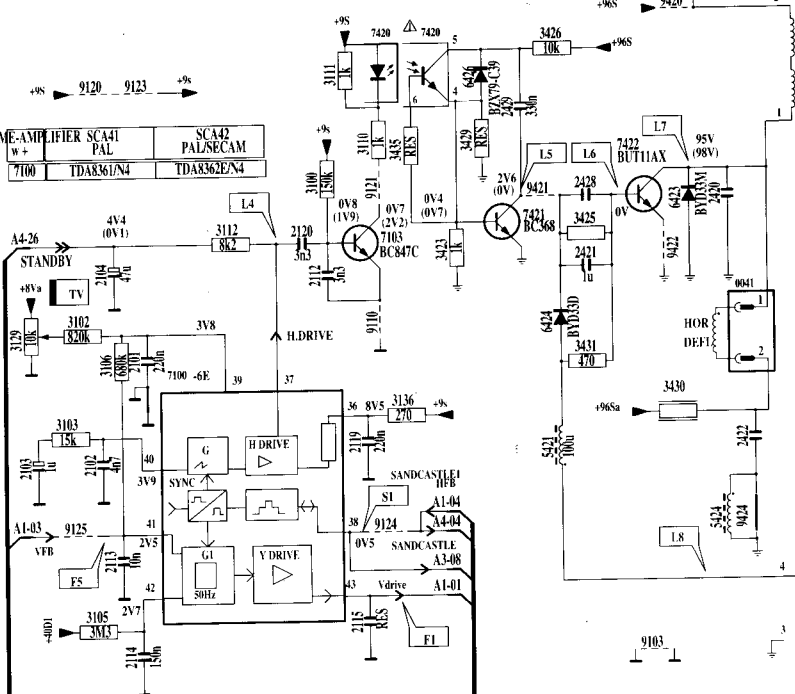 +96S
9420
+9S
7420
7420
3426
10k
+96S
5
3111
1k
6426
BZX79-C39
2429
330n
+9S
9120
9123
+9s
4
6
1
ME-AMPLIFIER SCA41
SCA42
w +
PAL
PAL/SECAM
7100
TDA8361/N4
TDA8362E/N4
+9s
3110
1k
3435
RES
3429
RES
L7
7422
BUT11AX
95V
(98V)
3100
150k
9121
L5
L6
2V6
(0V)
9421
2428
0V
6423
BYD33M
2420
L4
0V8
(1V9)
0V7
(2V2)
0V4
(0V7)
7421
BC368
3425
9422
4V4
(0V1)
3112
8k2
2120
3n3
7103
BC847C
3423
1k
2421
1u
A4-26
STANDBY
2104
47u
2112
3n3
0041
+8Va
TV
6424
BYD33D
1
HOR
DEFL
3129
10k
3102
820k
3V8
9110
H.DRIVE
3431
470
2
3106
680k
2101
220n
7100 -6E
39
37
3430
+96Sa
3136
36
8V5
270
+9s
3103
15k
G
H DRIVE
2119
220n
5421
100u
2422
2103
1u
2102
4n7
40
3V9
SYNC
SANDCASTLE1
HFB
S1
A1-04
A1-03
9125
41
38
9124
A4-04
5424
9424
VFB
2V5
0V5
SANDCASTLE
L8
2113
10n
G1
Y DRIVE
A3-08
F5
50Hz
42
43
Vdrive
A1-01
4
2V7
3105
3M3
+40D1
2115
RES
F1
3
2114
150n
9103